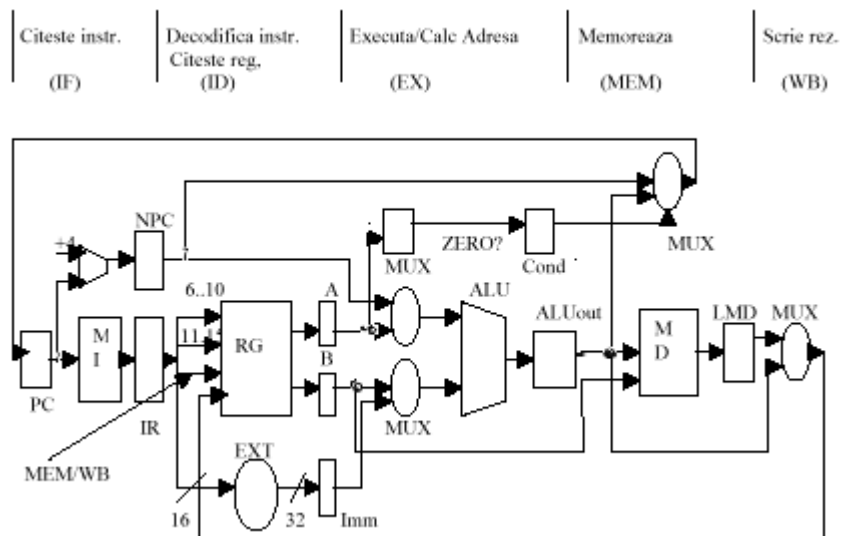 Citeste instr.
Decodifica instr.
Executa/Calc Adresa
Memoreaza
Scrie rez.
Citeste reg,
(IF)
(ID)
(EX)
(MEM)
(WB)
NPC
+4
ZERO?
MUX
Cond
MUX
6..10
A
ALU
ALUout
LMD
MUX
M
I
11..15
RG
M
D
B
PC
IR
MUX
MEM/WB
EXT
16
32
Imm